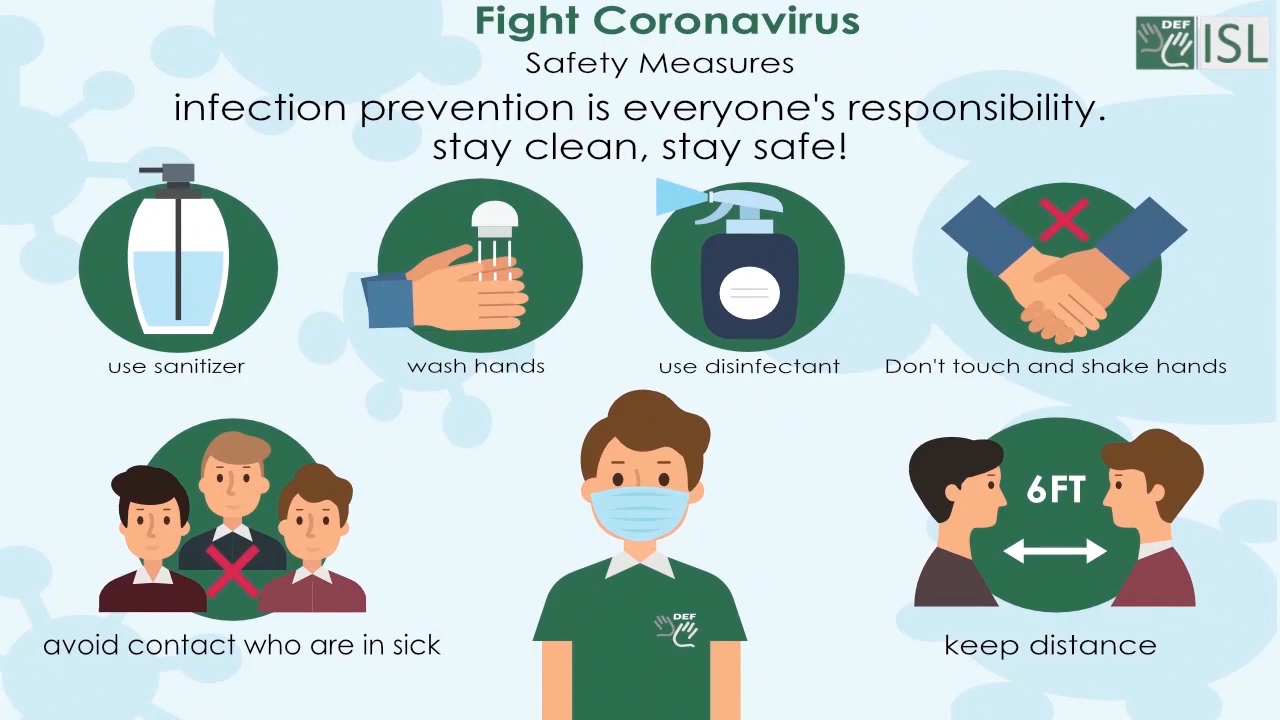 Fight Coronavirus
DEF
ISL
Safety Measures
infection prevention is everyone's responsibility.
stay clean, stay safe!
use sanitizer
wash hands
use disinfectant
Don't touch and shake hands
6FT
DEF
avoid contact who are in sick
keep distance